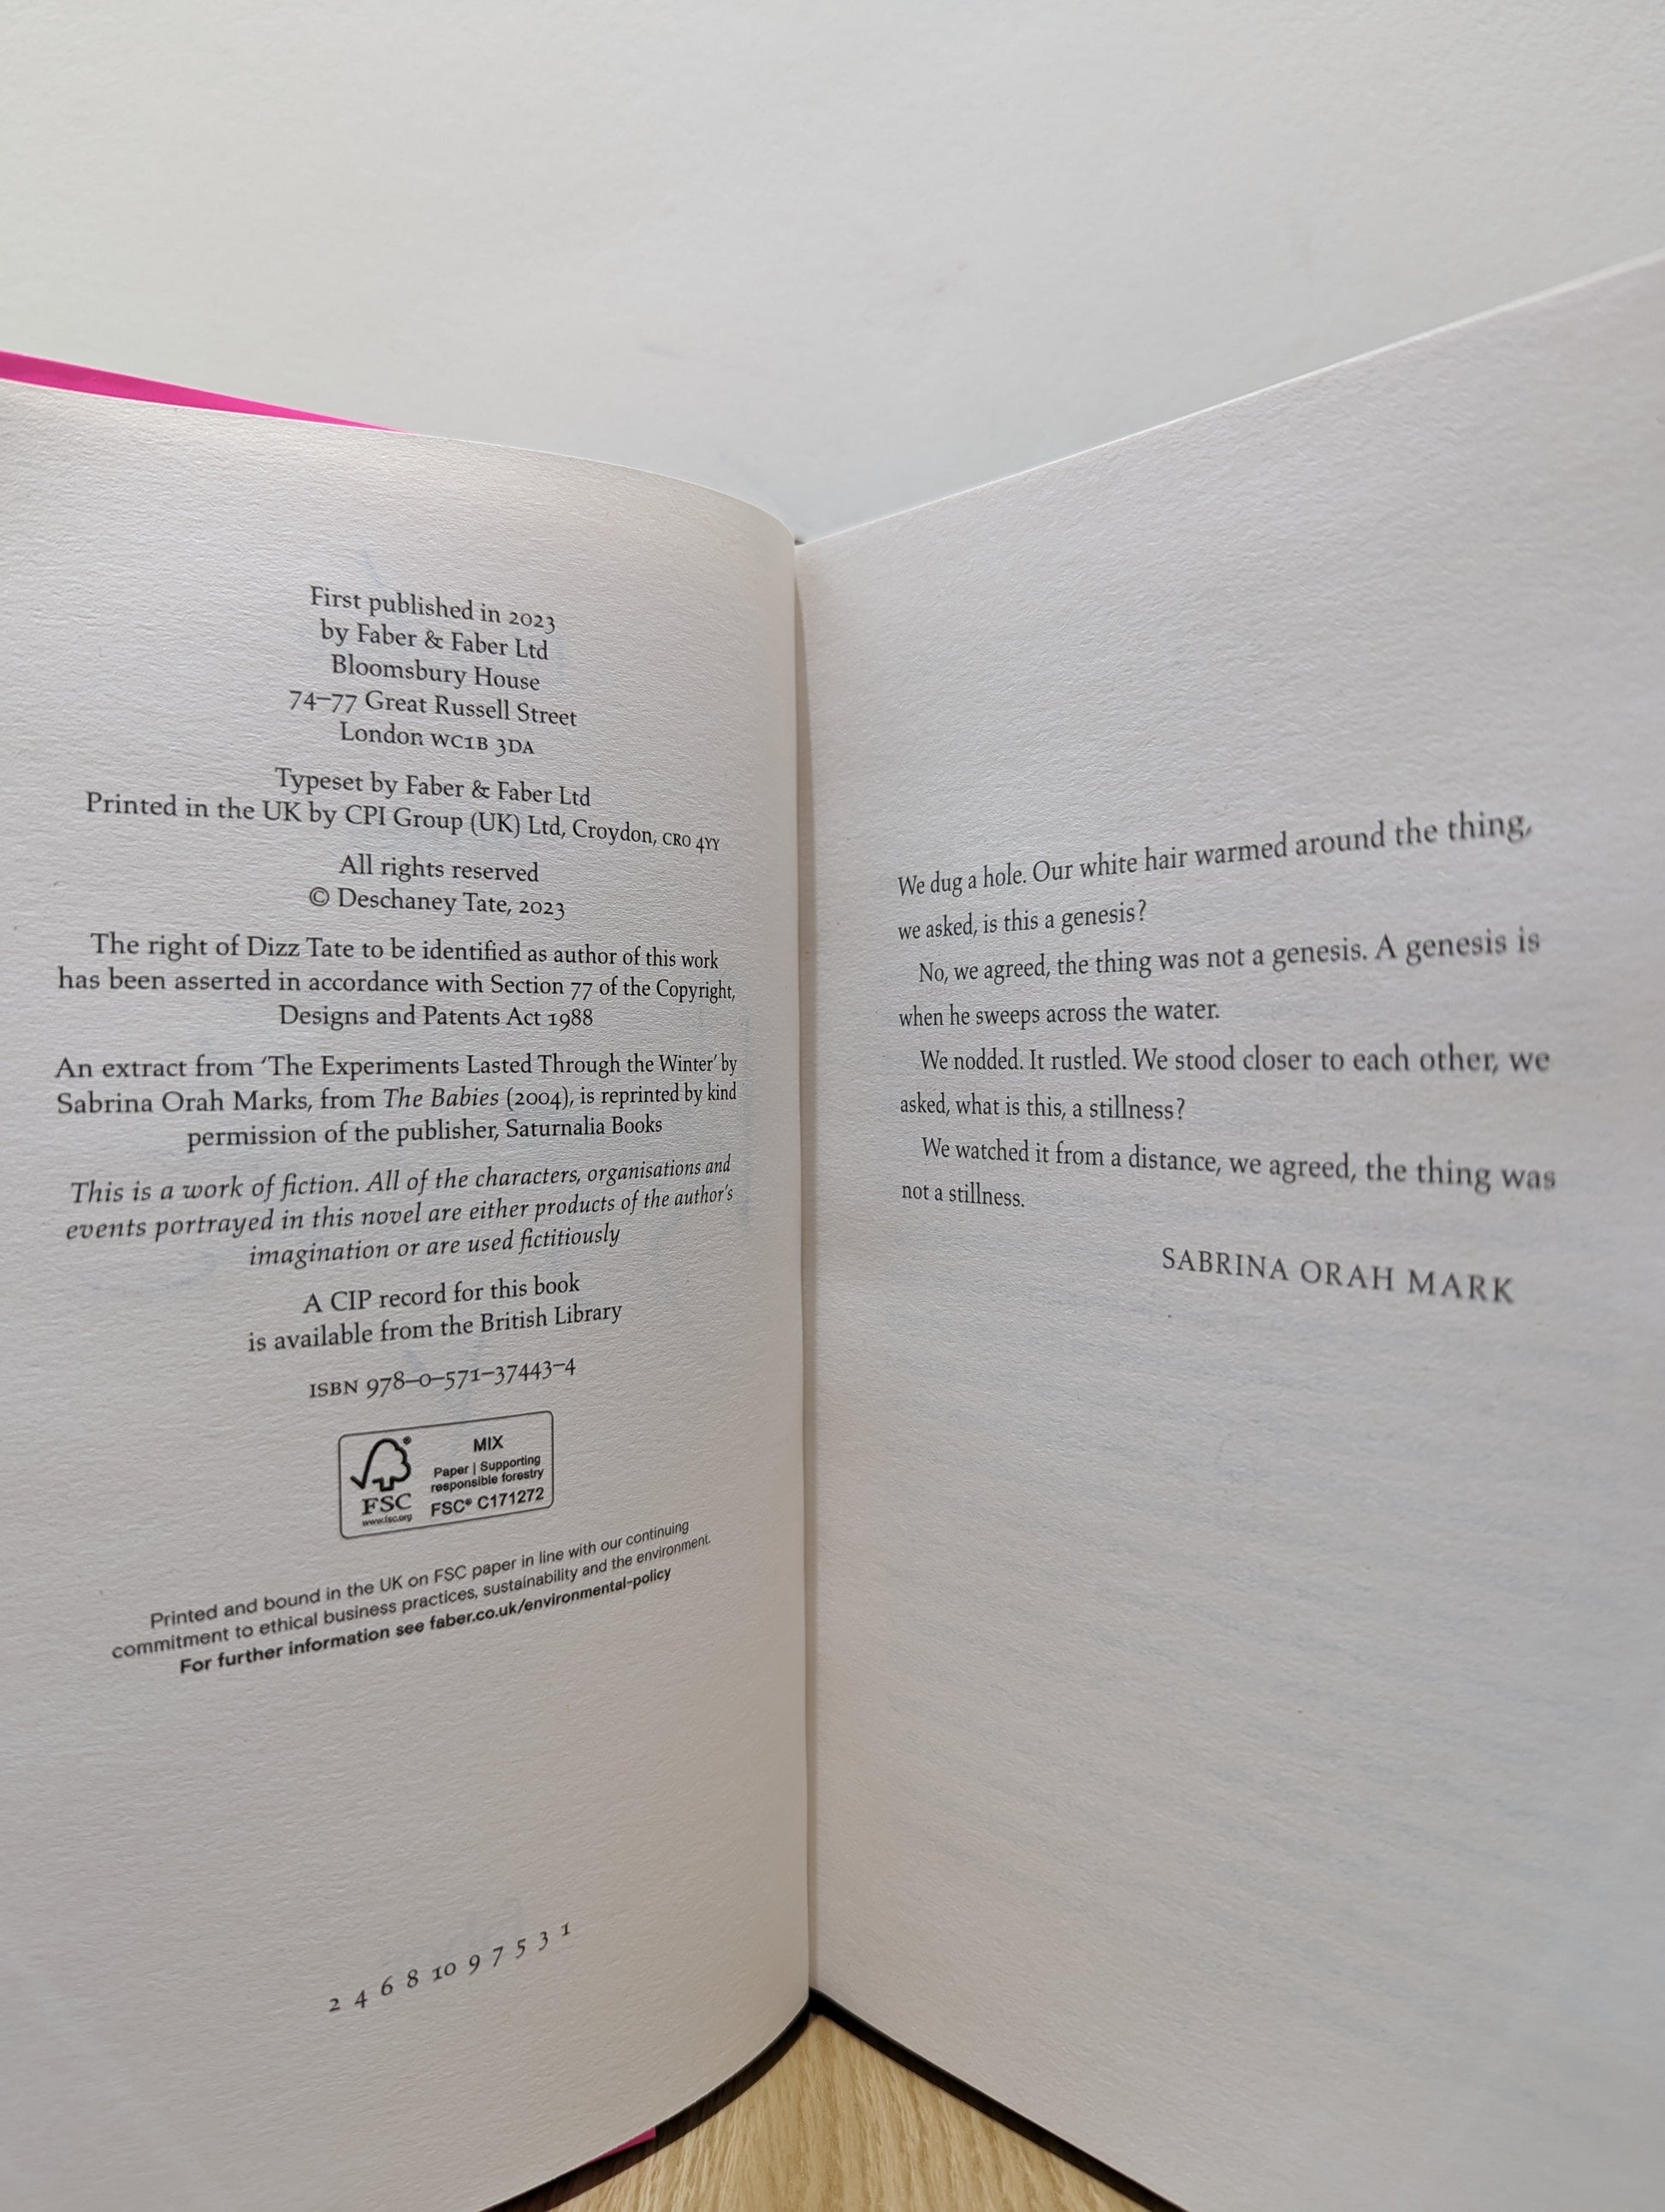 First published in 2023
by Faber & Faber Ltd
Bloomsbury House
74–77 Great Russell Street
London WC1B 3DA
Typeset by Faber & Faber Ltd
Printed in the UK by CPI Group (UK) Ltd, Croydon, CR0 4YY
All rights reserved
© Deschaney Tate, 2023
The right of Dizz Tate to be identified as author of this work
has been asserted in accordance with Section 77 of the Copyright,
Designs and Patents Act 1988
An extract from ‘The Experiments Lasted Through the Winter’ by
Sabrina Orah Marks, from The Babies (2004), is reprinted by kind
permission of the publisher, Saturnalia Books
This is a work of fiction. All of the characters, organisations and
events portrayed in this novel are either products of the author’s
imagination or are used fictitiously
A CIP record for this book
is available from the British Library
ISBN 978–0–571–37443–4
MIX
Paper | Supporting
responsible forestry
FSC® C171272
FSC
www.fsc.org
Printed and bound in the UK on FSC paper in line with our continuing
commitment to ethical business practices, sustainability and the environment.
For further information see faber.co.uk/environmental-policy
2 4 6 8 10 9 7 5 3 1
We dug a hole. Our white hair warmed around the thing,
we asked, is this a genesis?
No, we agreed, the thing was not a genesis. A genesis is
when he sweeps across the water.
We nodded. It rustled. We stood closer to each other, we
asked, what is this, a stillness?
We watched it from a distance, we agreed, the thing was
not a stillness.
SABRINA ORAH MARK